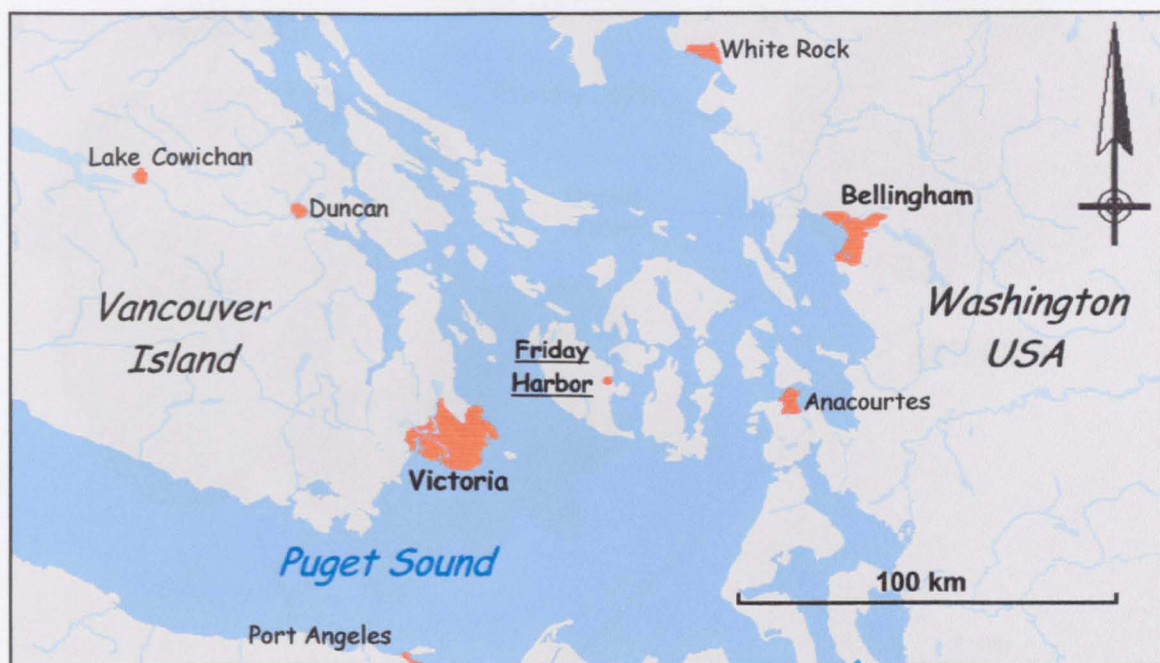 White Rock
Lake Cowichan
Duncan
Bellingham
Vancouver
Island
Washington
USA
Friday
Harbor
Anacourtes
Victoria
Puget Sound
100 km
Port Angeles